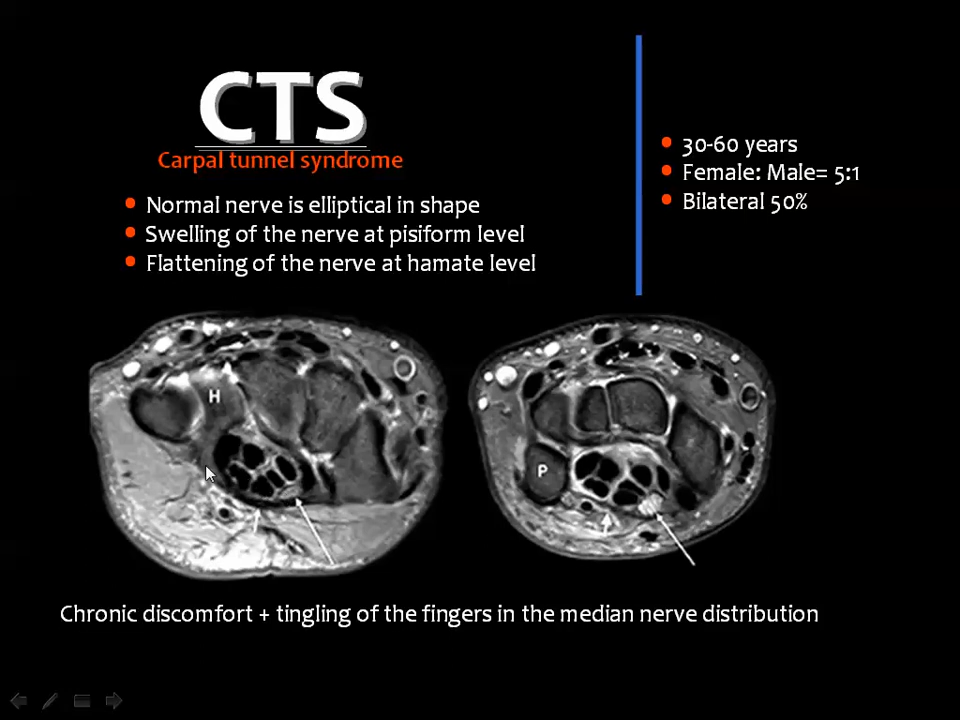 CTS
Carpal tunnel syndrome
• Normal nerve is elliptical in shape
• Swelling of the nerve at pisiform level
• Flattening of the nerve at hamate level
• 30-60 years
• Female: Male= 5:1
• Bilateral 50%
H
P
Chronic discomfort + tingling of the fingers in the median nerve distribution